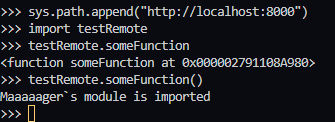 >>> sys.path.append("http://localhost:8000")
>>> import testRemote
>>> testRemote.someFunction
<function someFunction at 0x000002791108A980>
>>> testRemote.someFunction()
Maaaaager`s module is imported
>>>